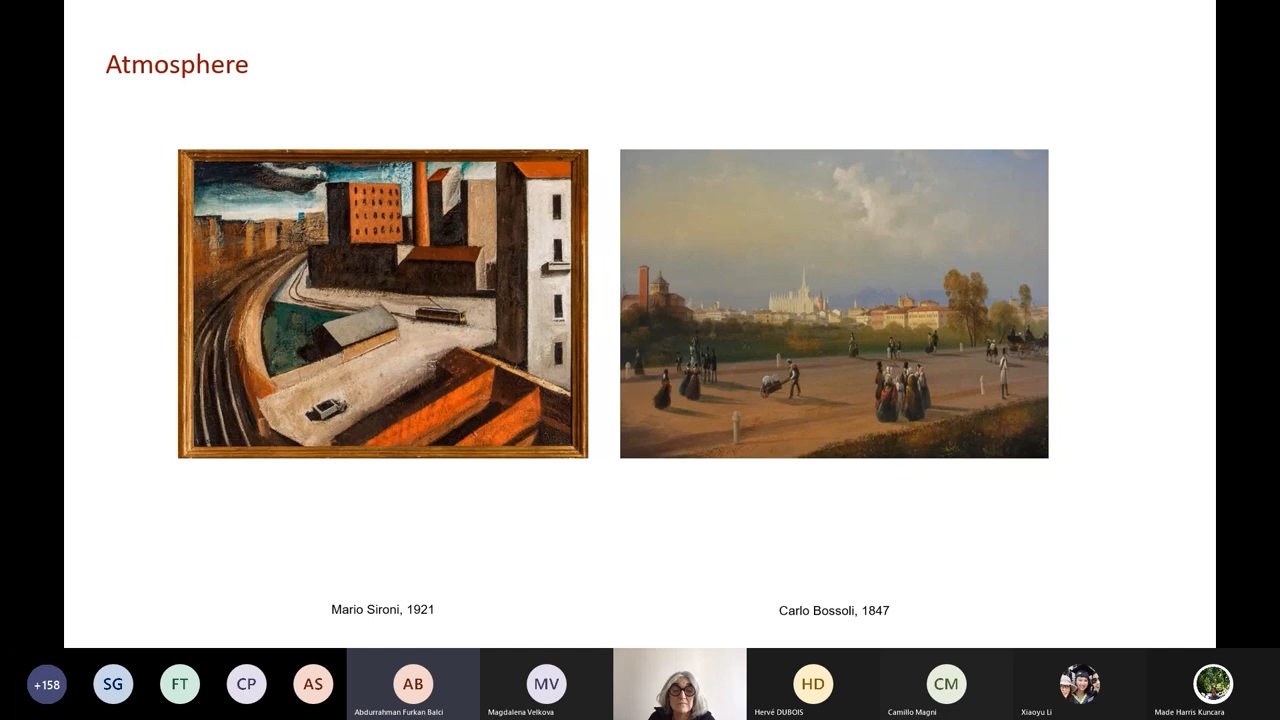 Atmosphere
Mario Sironi, 1921
Carlo Bossoli, 1847
+158
SG
FT
CP
AS
AB
MV
HD
CM
Abdurrahman Furkan Balci
Magdalena Velkova
Hervé DUBOIS
Camillo Magni
Xiaoyu Li
Made Harris Kuncara